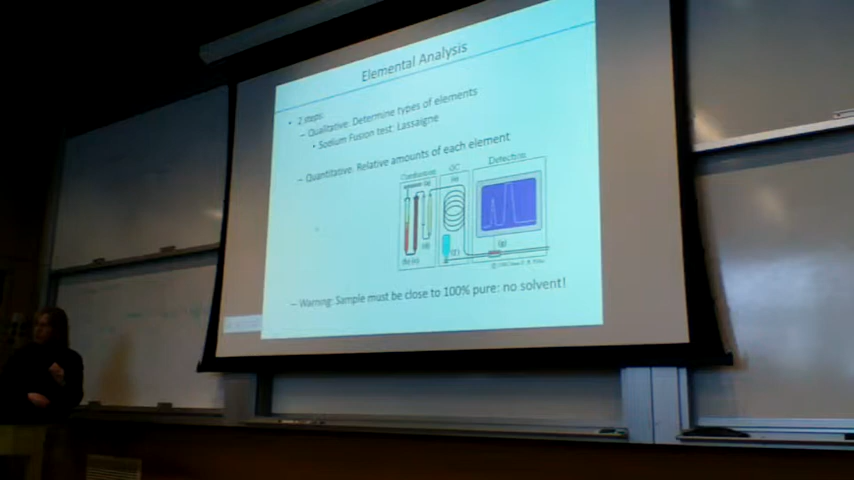 Elemental Analysis
• 2 steps:
– Qualitative: Determine types of elements
• Sodium Fusion test: Lassaigne
– Quantitative: Relative amounts of each element
Combustion GC Detection
– Warning: Sample must be close to 100% pure: no solvent!